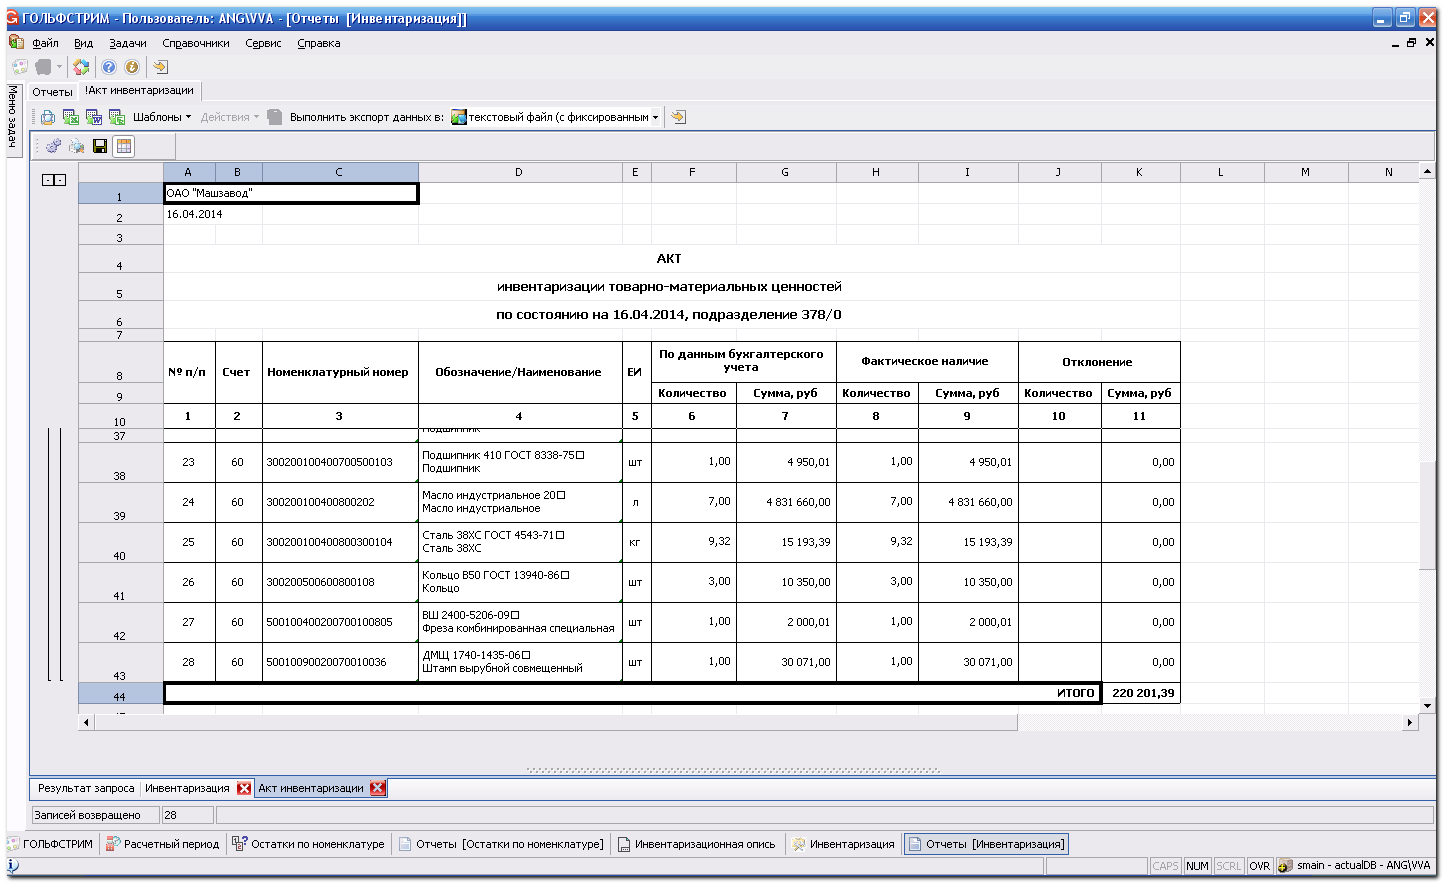 ГОЛЬФСТРИМ - Пользователь: ANG\VVA - [Отчеты [Инвентаризация]]
Файл Вид Задачи Справочники Сервис Справка
Меню задач
Отчеты !Акт инвентаризации
Шаблоны Действия Выполнить экспорт данных в: текстовый файл (с фиксированным
A B C D E F G H I J K L M N
1 ОАО "Машзавод"
2 16.04.2014
3
4 АКТ
5 инвентаризации товарно-материальных ценностей
6 по состоянию на 16.04.2014, подразделение 378/0
7
8 № п/п Счет Номенклатурный номер Обозначение/Наименование ЕИ По данным бухгалтерского учета Фактическое наличие Отклонение
9 Количество Сумма, руб Количество Сумма, руб Количество Сумма, руб
10 1 2 3 4 5 6 7 8 9 10 11
37 Подшипник
38 23 60 300200100400700500103 Подшипник 410 ГОСТ 8338-75□ шт 1,00 4 950,01 1,00 4 950,01 0,00
Подшипник
39 24 60 300200100400800202 Масло индустриальное 20□ л 7,00 4 831 660,00 7,00 4 831 660,00 0,00
Масло индустриальное
40 25 60 300200100400800300104 Сталь 38ХС ГОСТ 4543-71□ кг 9,32 15 193,39 9,32 15 193,39 0,00
Сталь 38ХС
41 26 60 300200500600800108 Кольцо В50 ГОСТ 13940-86□ шт 3,00 10 350,00 3,00 10 350,00 0,00
Кольцо
42 27 60 500100400200700100805 ВШ 2400-5206-09□ шт 1,00 2 000,01 1,00 2 000,01 0,00
Фреза комбинированная специальная
43 28 60 50010090020070010036 ДМЩ 1740-1435-06□ шт 1,00 30 071,00 1,00 30 071,00 0,00
Штамп вырубной совмещенный
44 ИТОГО 220 201,39
Результат запроса Инвентаризация Акт инвентаризации
Записей возвращено 28
ГОЛЬФСТРИМ Расчетный период Остатки по номенклатуре Отчеты [Остатки по номенклатуре] Инвентаризационная опись Инвентаризация Отчеты [Инвентаризация]
CAPS NUM SCRL OVR smain - actualDB - ANG\VVA